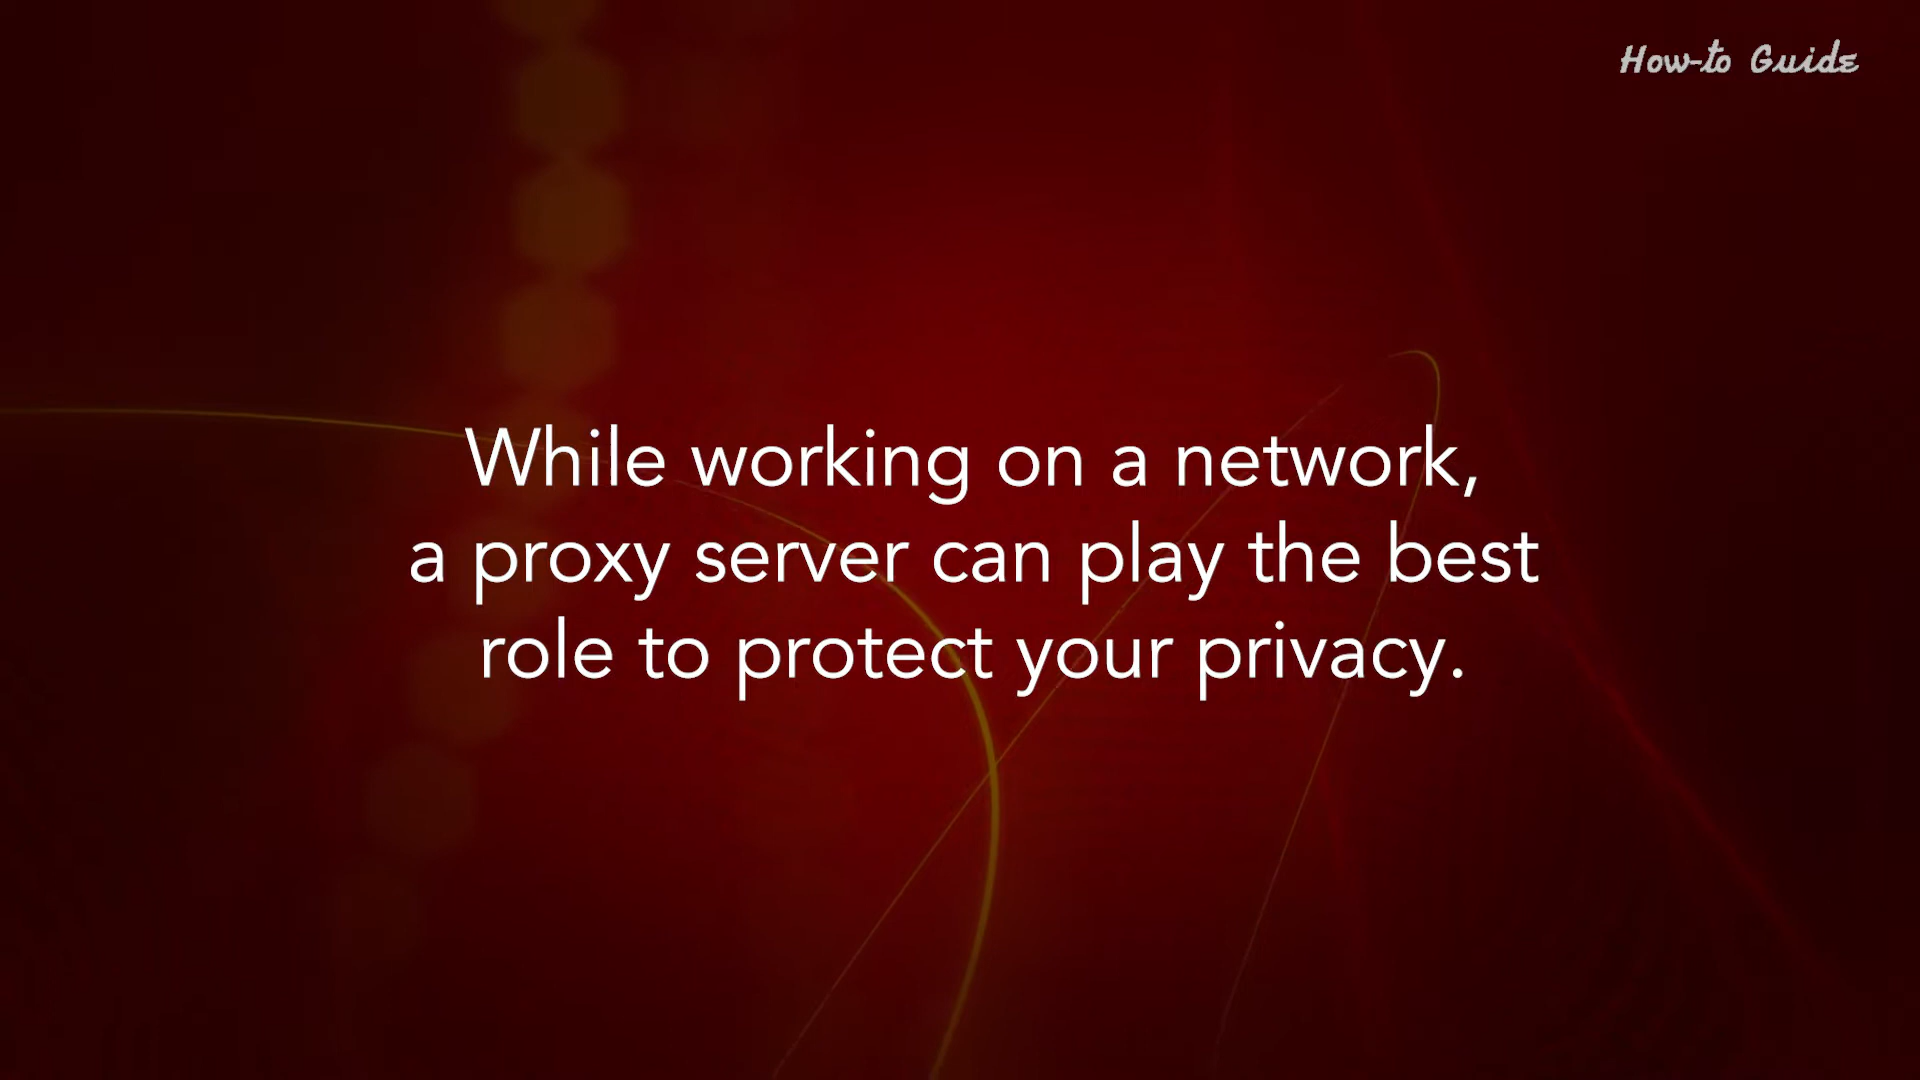 How-to Guide
While working on a network,
a proxy server can play the best
role to protect your privacy.